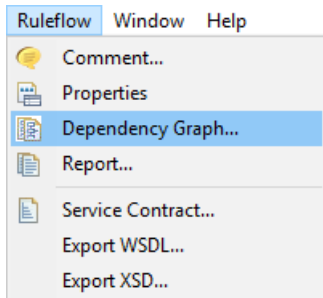 Ruleflow Window Help
Comment...
Properties
Dependency Graph...
Report...
Service Contract...
Export WSDL...
Export XSD...